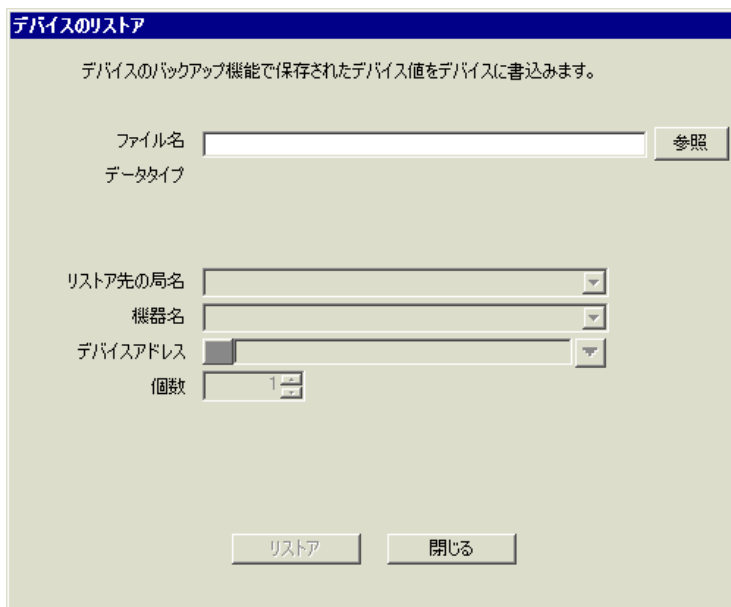 デバイスのリストア
デバイスのバックアップ機能で保存されたデバイス値をデバイスに書込みます。
ファイル名 参照
データタイプ
リストア先の局名
機器名
デバイスアドレス
個数 1
リストア 閉じる